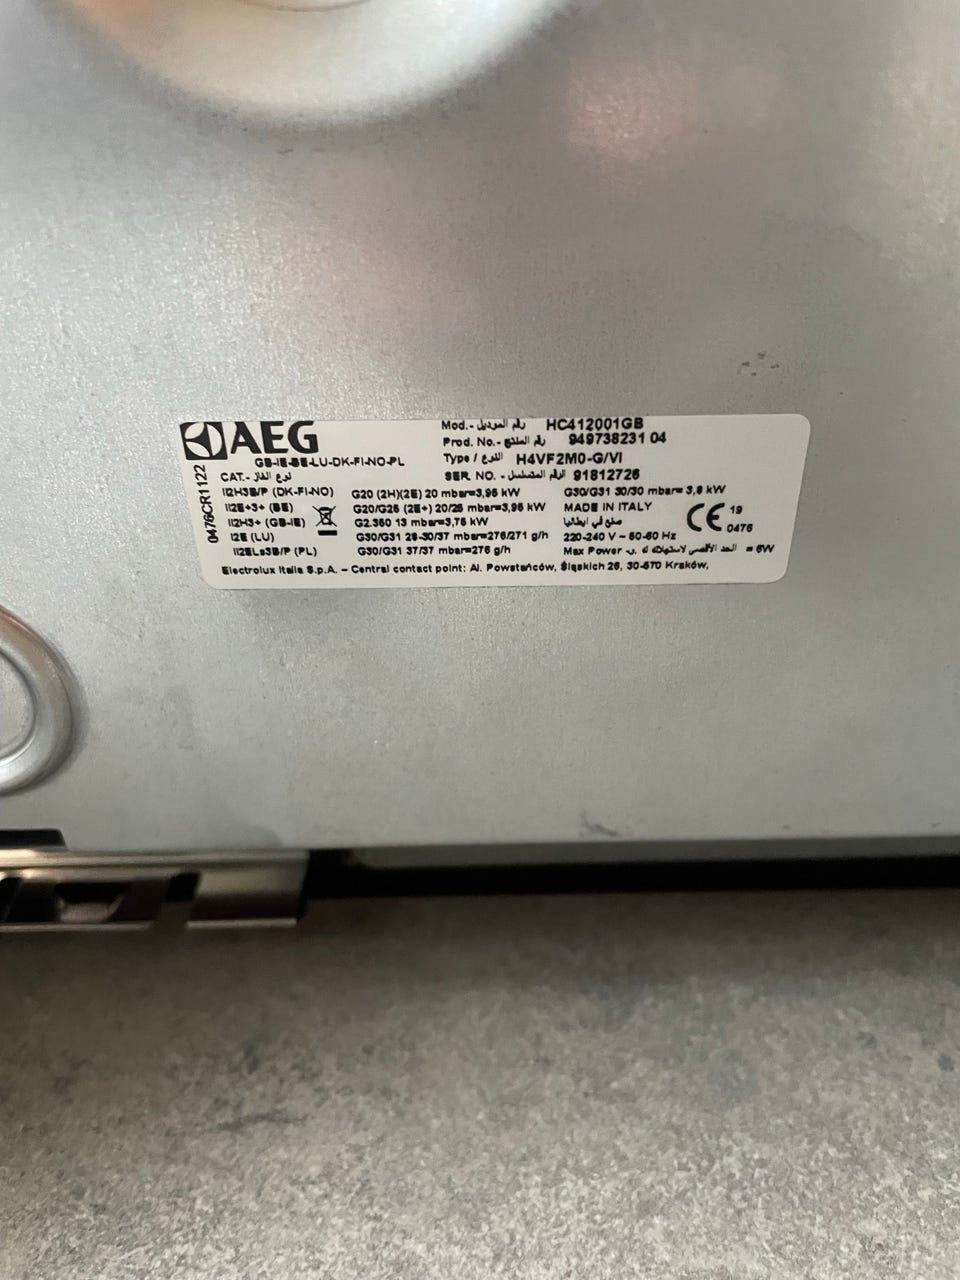 AEG
GB-IE-BE-LU-DK-FI-NO-PL
CAT.- نوع الغاز
0476CR1122
II2H3B/P (DK-FI-NO)
II2E+3+ (BE)
II2H3+ (GB-IE)
I2E (LU)
II2ELs3B/P (PL)
Mod.- رقم الموديل HC412001GB
Prod. No.- رقم المنتج 949738231 04
Type / النوع H4VF2M0-G/VI
SER. NO. - الرقم المتسلسل 91812726
G20 (2H)(2E) 20 mbar=3,95 kW
G20/G25 (2E+) 20/25 mbar=3,95 kW
G2.350 13 mbar=3,75 kW
G30/G31 28-30/37 mbar=276/271 g/h
G30/G31 37/37 mbar=276 g/h
G30/G31 30/30 mbar= 3,8 kW
MADE IN ITALY
صنع في ايطاليا
220-240 V ~ 50-60 Hz
Max Power الحد الأقصى لاستهلاك = 6W
CE 19
0476
Electrolux Italia S.p.A. – Central contact point: Al. Powstańców, Śląskich 26, 30-570 Kraków,